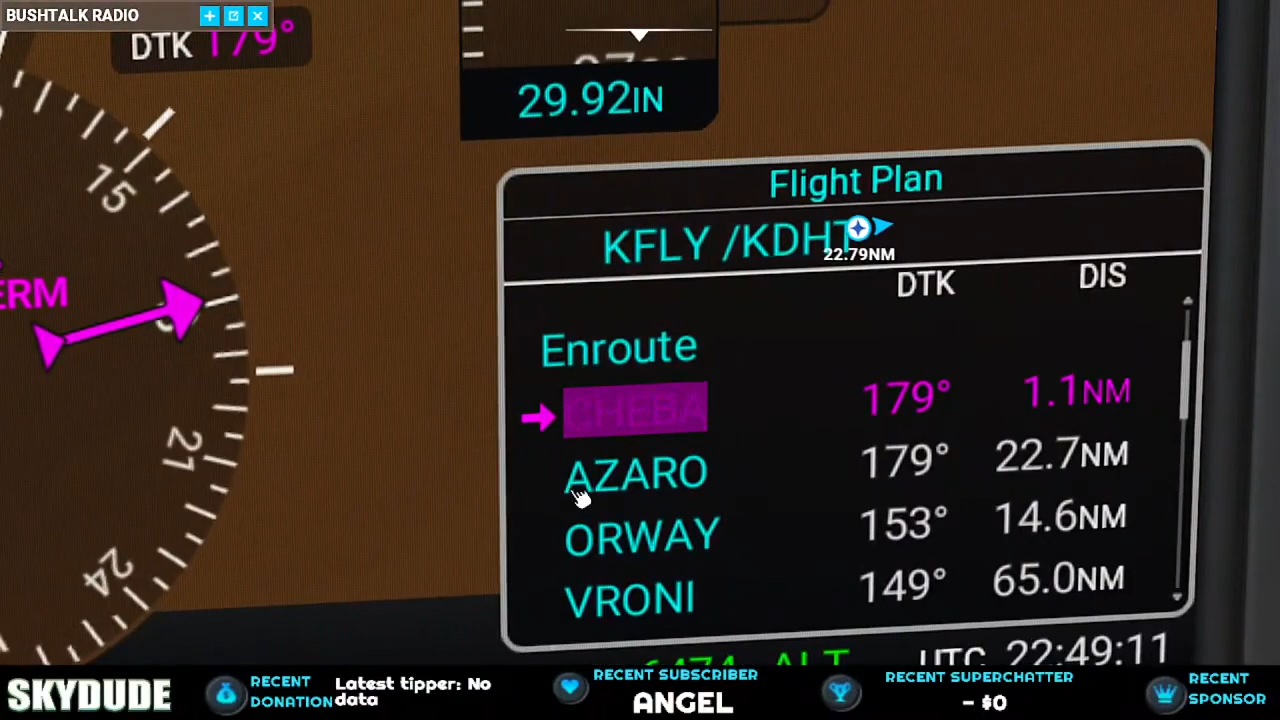 BUSHTALK RADIO
DTK 179°
29.92IN
15
21
24
ERM
Flight Plan
KFLY /KDHT
22.79NM
DTK DIS
Enroute
CHEBA 179° 1.1NM
AZARO 179° 22.7NM
ORWAY 153° 14.6NM
VRONI 149° 65.0NM
ALT
UTC 22:49:11
SKYDUDE
RECENT DONATION
Latest tipper: No data
RECENT SUBSCRIBER
ANGEL
RECENT SUPERCHATTER
- $0
RECENT SPONSOR